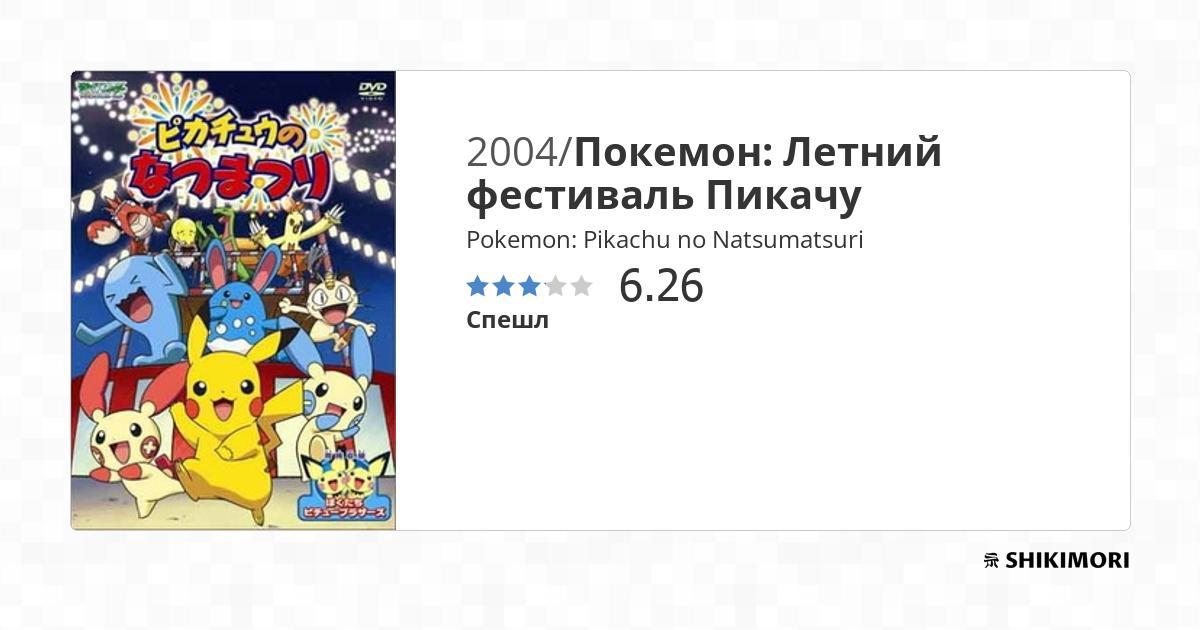 DVD
VIDEO
ピカチュウの
なつまつり
ぼくたち
ピチューブラザーズ
2004/Покемон: Летний
фестиваль Пикачу
Pokemon: Pikachu no Natsumatsuri
6.26
Спешл
SHIKIMORI